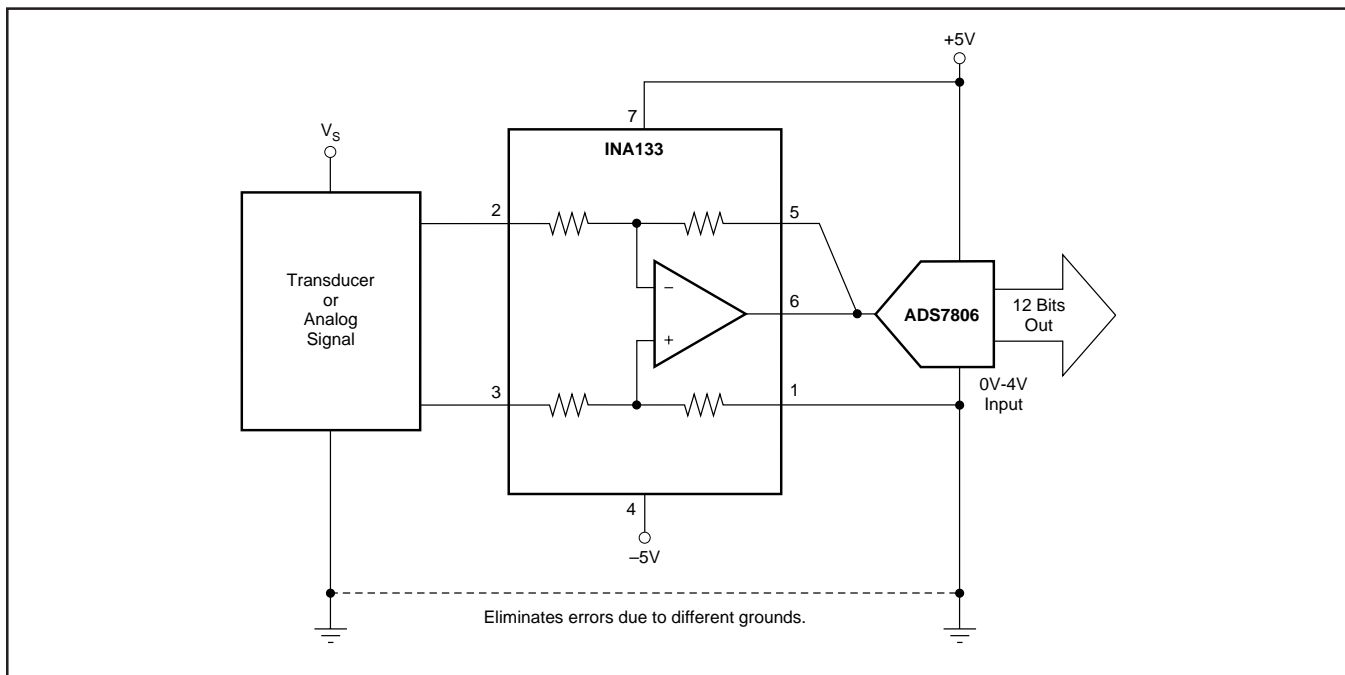 +5V
7
V_S
INA133
2
5
Transducer
or
Analog
Signal
–
6
ADS7806
12 Bits
Out
+
3
1
0V-4V
Input
4
–5V
Eliminates errors due to different grounds.